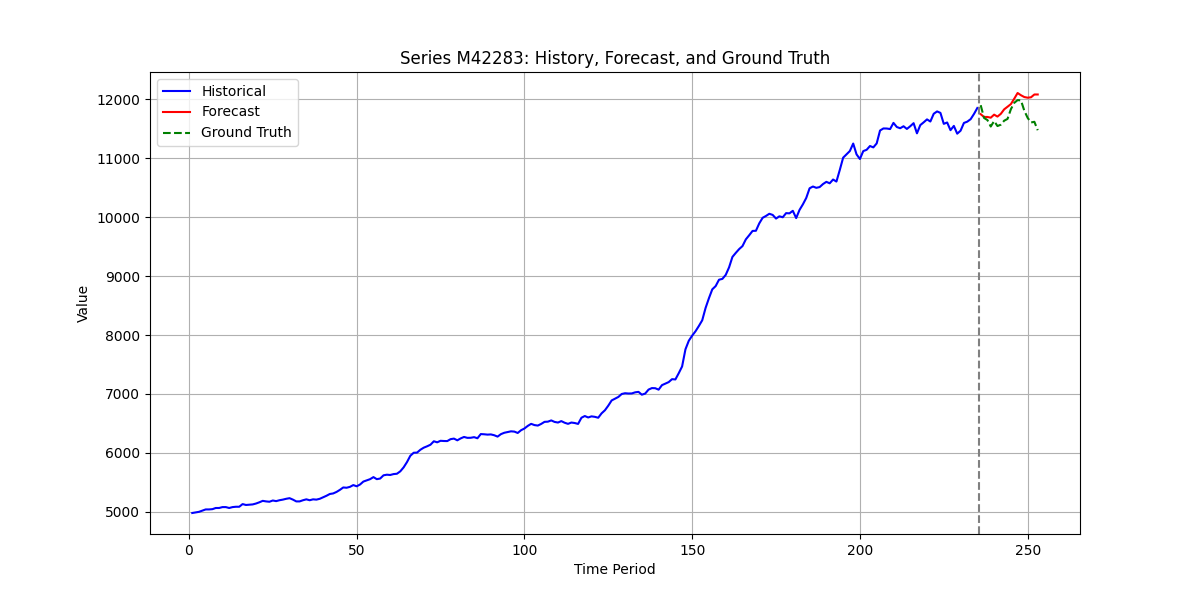 Series M42283: History, Forecast, and Ground Truth
Historical
Forecast
Ground Truth
12000
11000
10000
9000
8000
7000
6000
5000
Value
0
50
100
150
200
250
Time Period